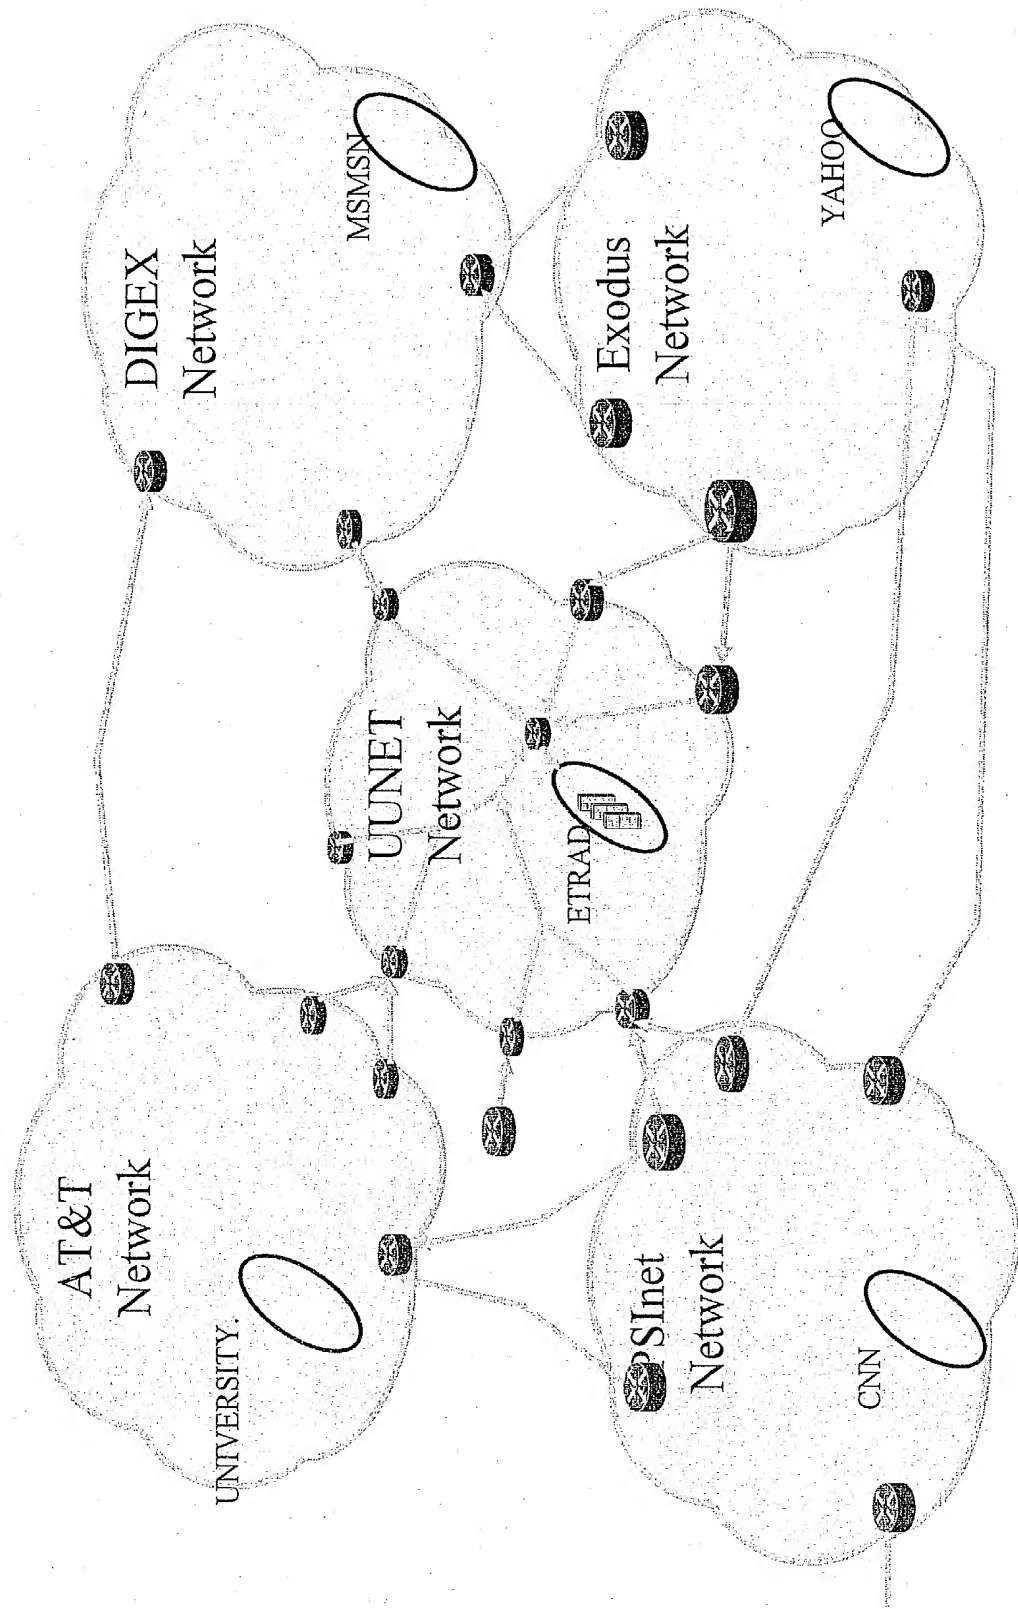 AT&T
Network
UNIVERSITY.
DIGEX
Network
MSMSN
UUNET
Network
ETRAD
PSInet
Network
CNN
Exodus
Network
YAHOO